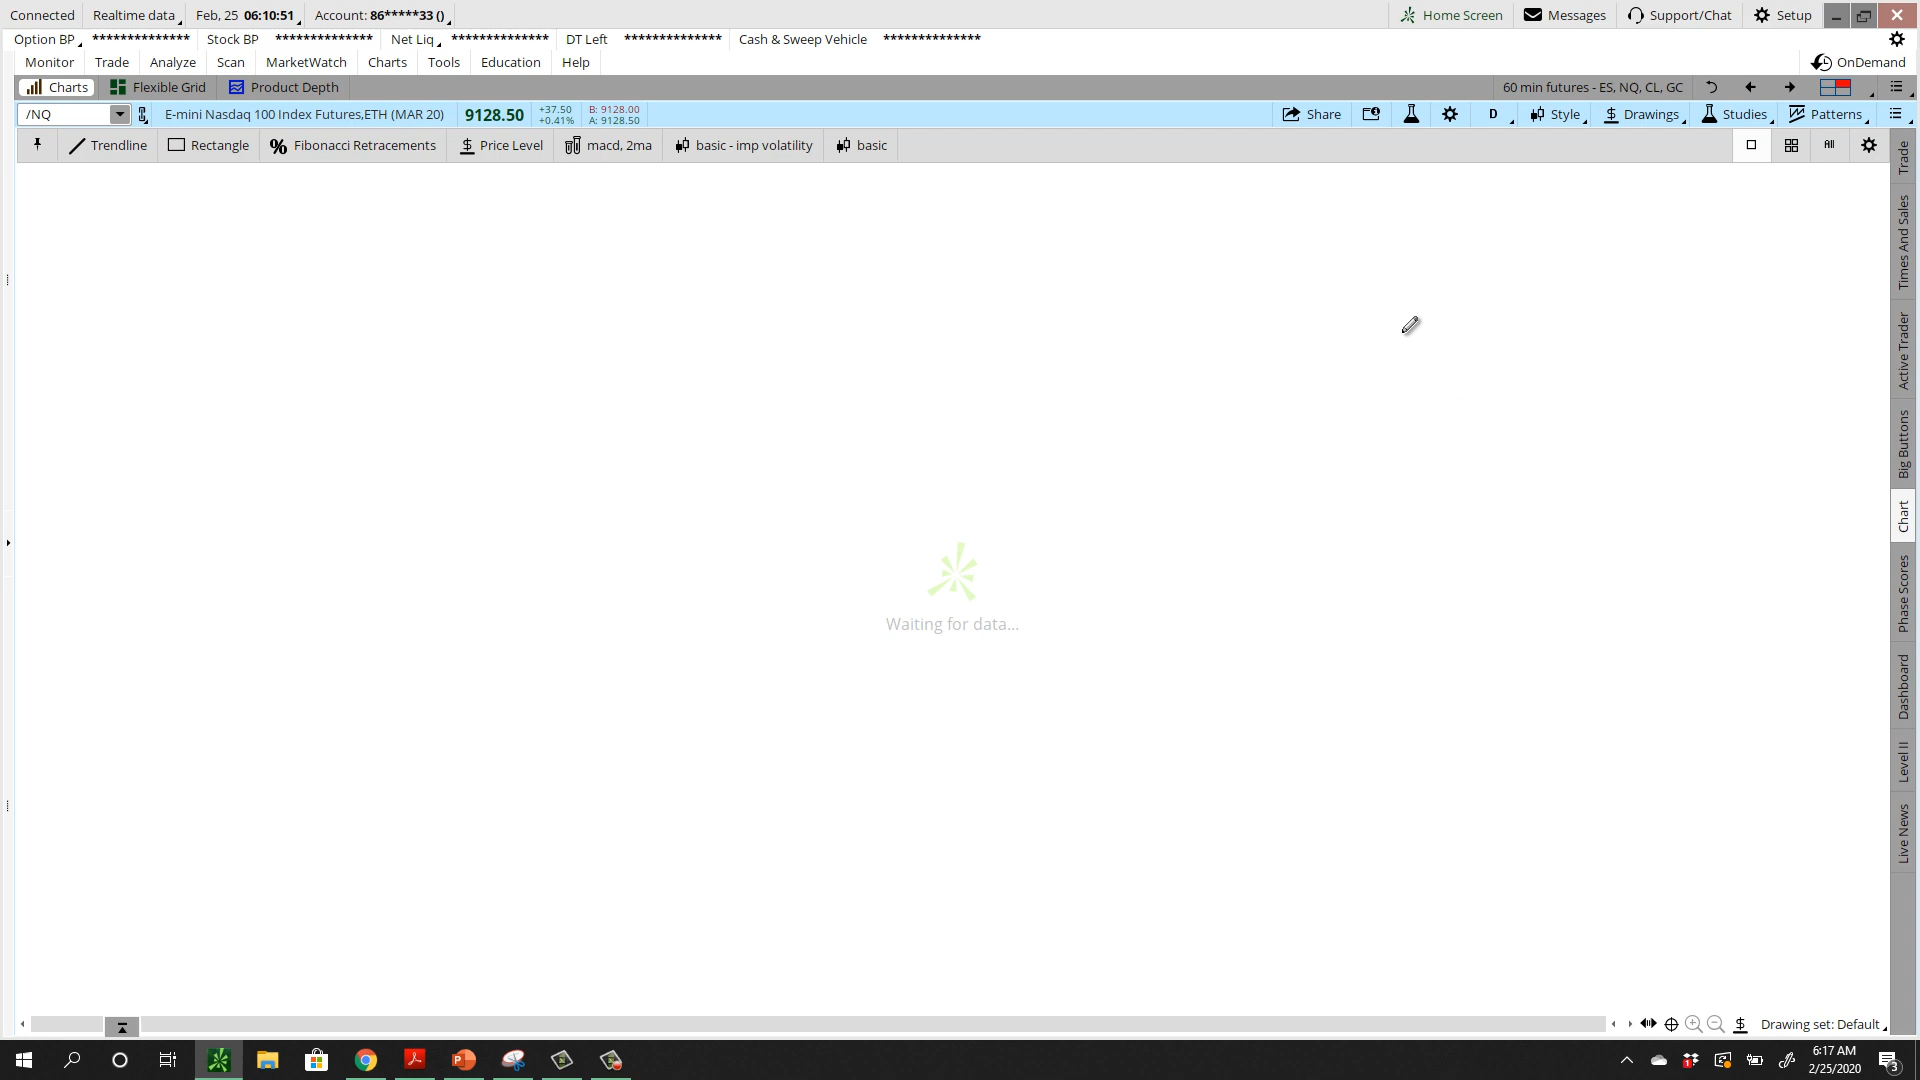 Connected Realtime data Feb, 25 06:10:51 Account: 86*****33 () Home Screen Messages Support/Chat Setup
Option BP ************** Stock BP ************** Net Liq ************** DT Left ************** Cash & Sweep Vehicle **************
Monitor Trade Analyze Scan MarketWatch Charts Tools Education Help OnDemand
Charts Flexible Grid Product Depth 60 min futures - ES, NQ, CL, GC
/NQ E-mini Nasdaq 100 Index Futures,ETH (MAR 20) 9128.50 +37.50 B: 9128.00 Share D Style Drawings Studies Patterns
+0.41% A: 9128.50
Trendline Rectangle Fibonacci Retracements Price Level macd, 2ma basic - imp volatility basic All
Trade
Times And Sales
Active Trader
Big Buttons
Chart
Phase Scores
Dashboard
Level II
Live News
Waiting for data...
Drawing set: Default
6:17 AM
2/25/2020
3
1